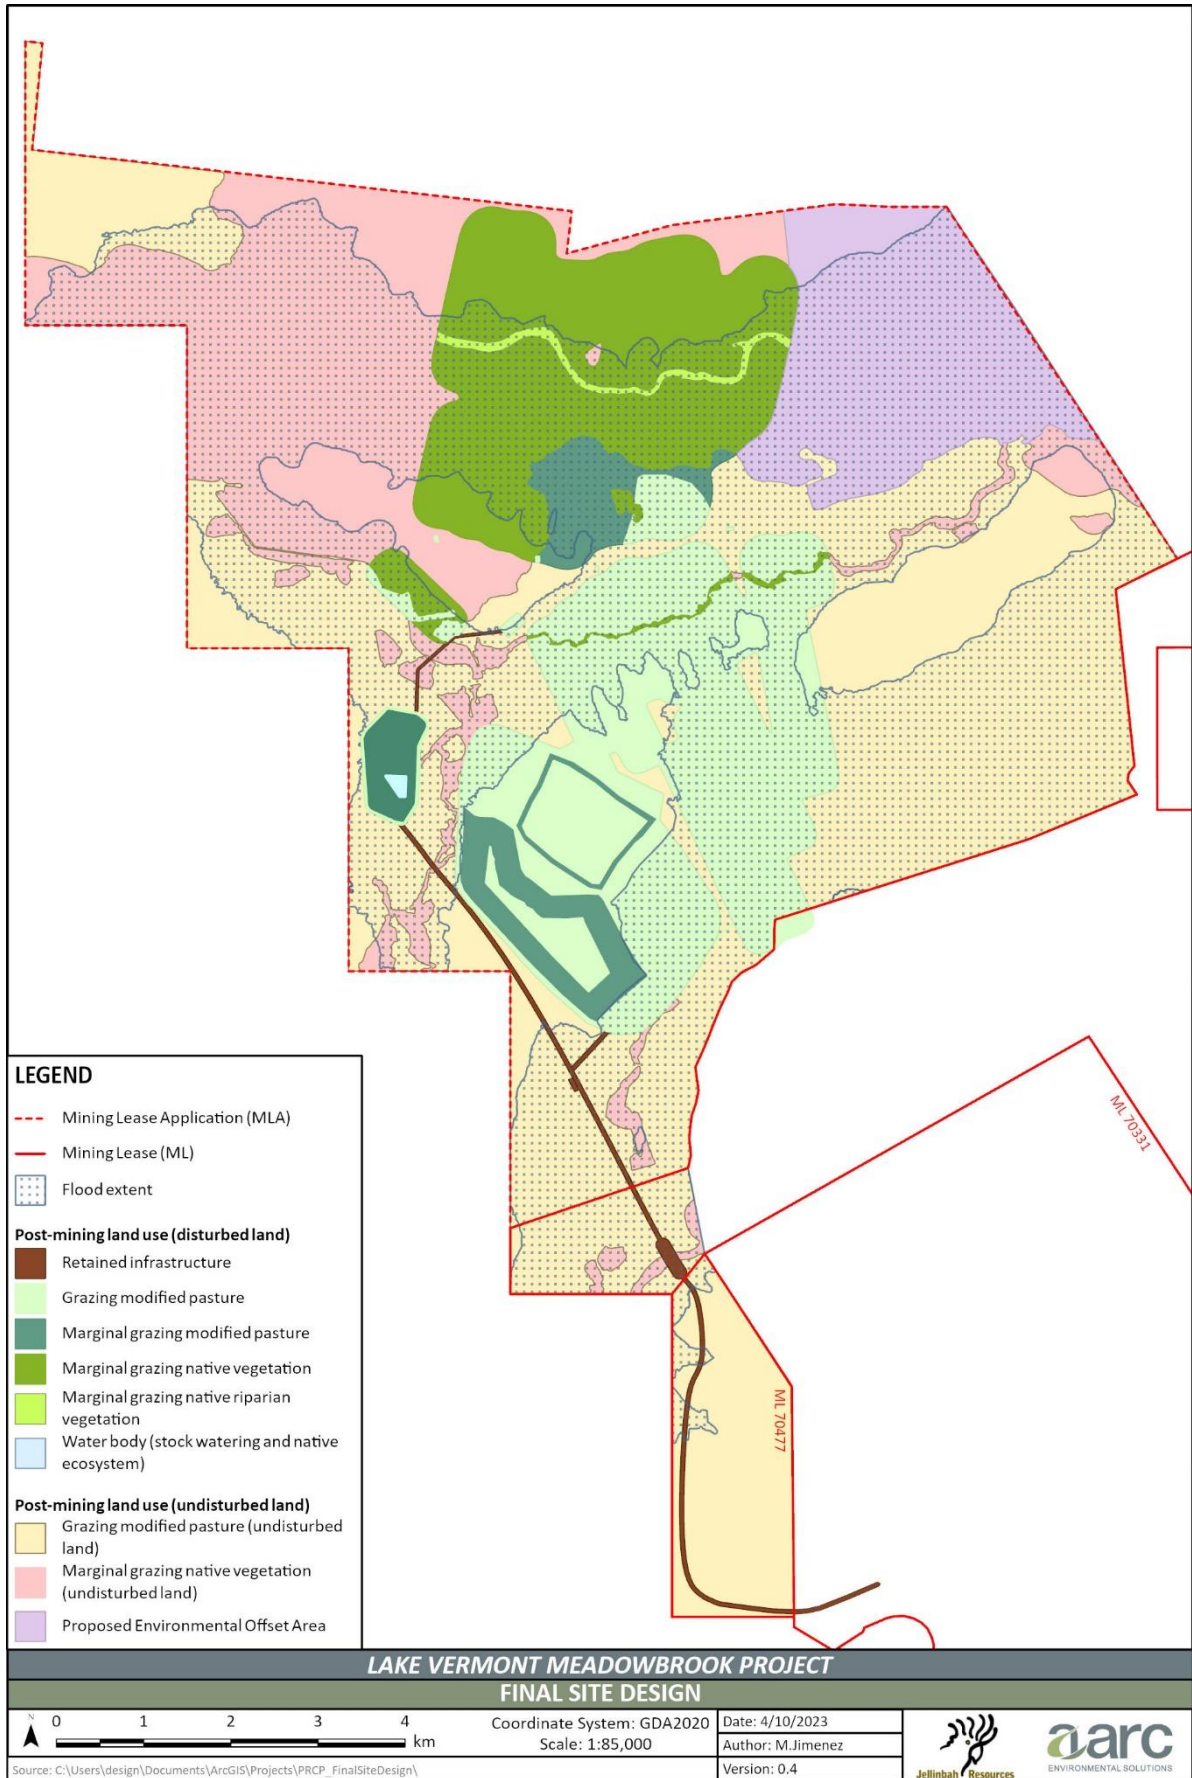 ML 70331
ML 70477
LEGEND
Mining Lease Application (MLA)
Mining Lease (ML)
Flood extent
Post-mining land use (disturbed land)
Retained infrastructure
Grazing modified pasture
Marginal grazing modified pasture
Marginal grazing native vegetation
Marginal grazing native riparian
vegetation
Water body (stock watering and native
ecosystem)
Post-mining land use (undisturbed land)
Grazing modified pasture (undisturbed
land)
Marginal grazing native vegetation
(undisturbed land)
Proposed Environmental Offset Area
LAKE VERMONT MEADOWBROOK PROJECT
FINAL SITE DESIGN
N
0 1 2 3 4
km
Coordinate System: GDA2020
Scale: 1:85,000
Source: C:\Users\design\Documents\ArcGIS\Projects\PRCP_FinalSiteDesign\
Date: 4/10/2023
Author: M.Jimenez
Version: 0.4
Jellinbah Resources
aarc
ENVIRONMENTAL SOLUTIONS